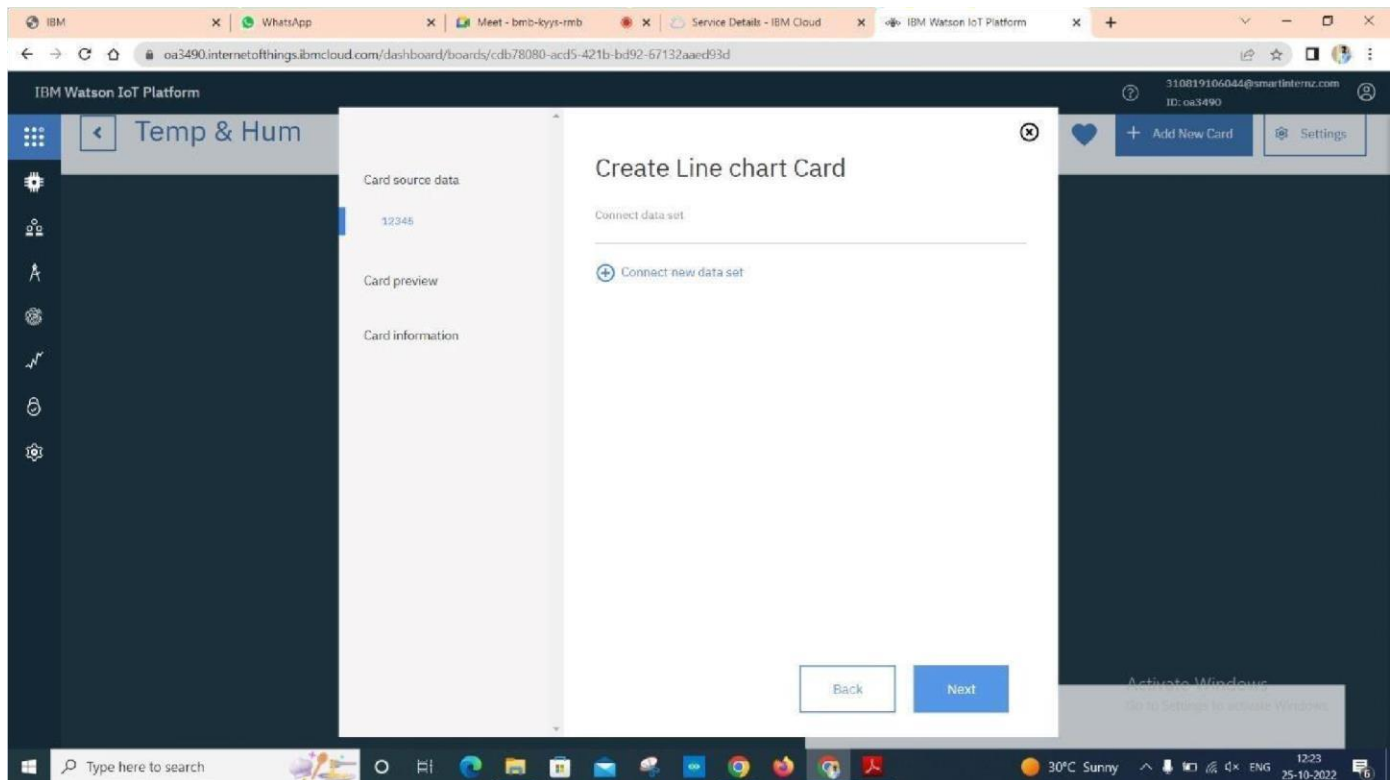 IBM
WhatsApp
Meet - bmb-kyys-rmb
Service Details - IBM Cloud
IBM Watson IoT Platform
oa3490.internetofthings.ibmcloud.com/dashboard/boards/cdb78080-acd5-421b-bd92-67132aaed93d
IBM Watson IoT Platform
310819106044@smartinternz.com
ID: oa3490
Temp & Hum
+ Add New Card
Settings
Card source data
12345
Card preview
Card information
Create Line chart Card
Connect data set
Connect new data set
Back
Next
Activate Windows
Go to Settings to activate Windows.
Type here to search
30°C Sunny
ENG
12:23
25-10-2022
6